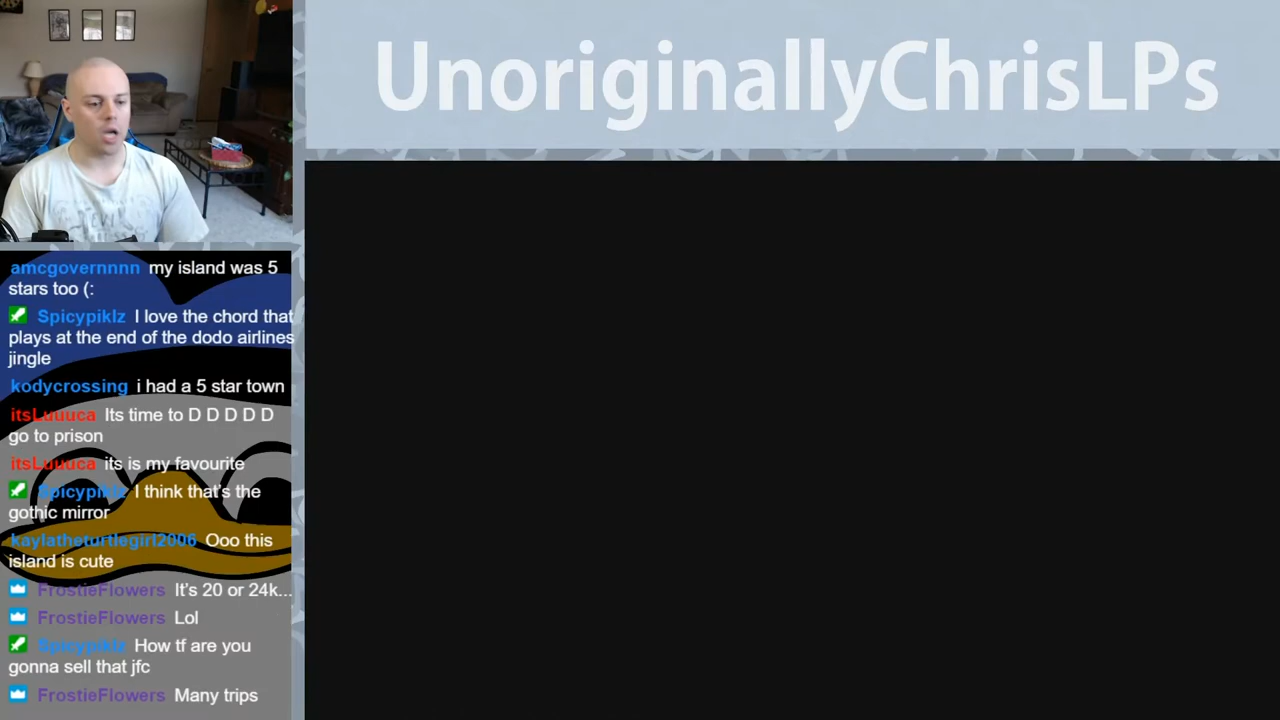 UnoriginallyChrisLPs
amcgovernnnn my island was 5
stars too (:
Spicypiklz I love the chord that
plays at the end of the dodo airlines
jingle
kodycrossing i had a 5 star town
itsLuuuca Its time to D D D D D
go to prison
itsLuuuca its is my favourite
Spicypiklz I think that's the
gothic mirror
kaylatheturtlegirl2006 Ooo this
island is cute
FrostieFlowers It's 20 or 24k...
FrostieFlowers Lol
Spicypiklz How tf are you
gonna sell that jfc
FrostieFlowers Many trips